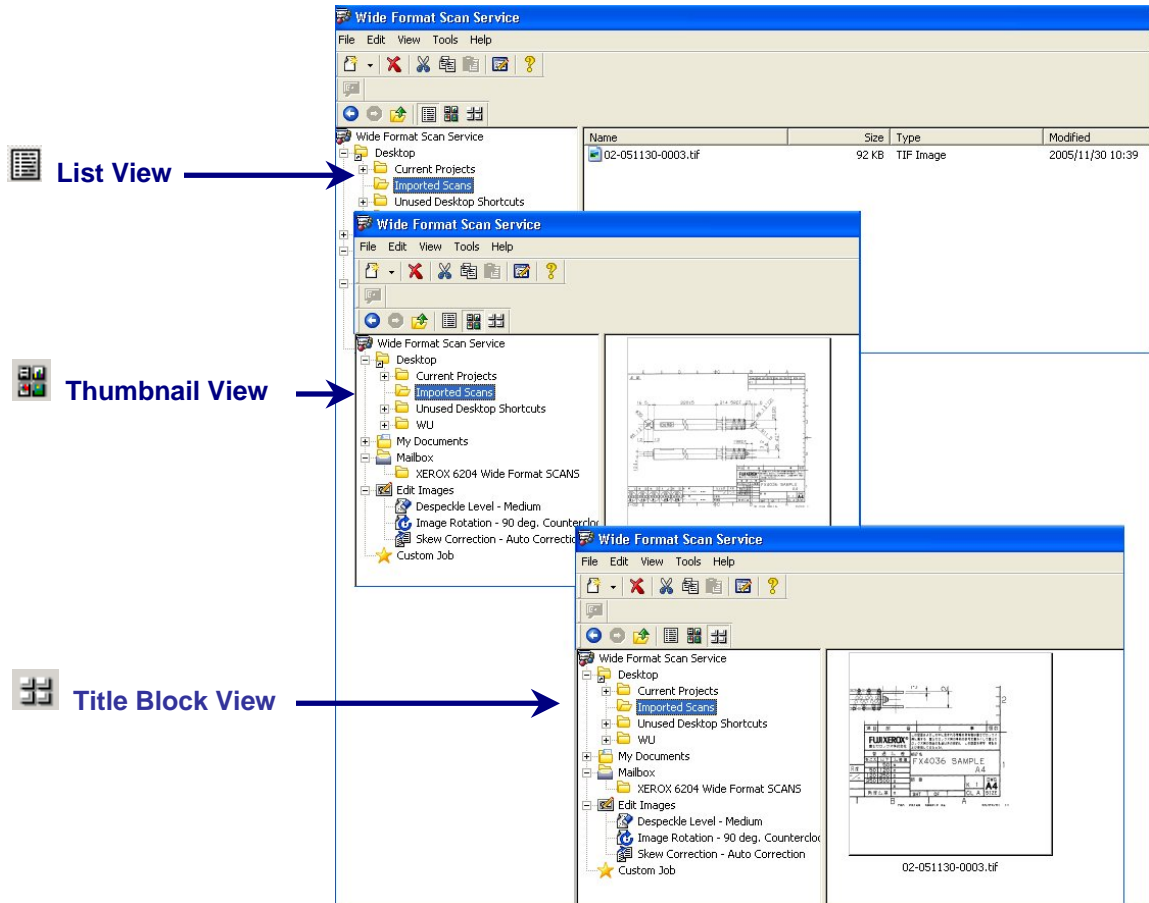 Wide Format Scan Service
File Edit View Tools Help
Wide Format Scan Service
Name Size Type Modified
Desktop
02-051130-0003.tif 92 KB TIF Image 2005/11/30 10:39
Current Projects
List View
Imported Scans
Unused Desktop Shortcuts
Wide Format Scan Service
File Edit View Tools Help
Wide Format Scan Service
Desktop
Current Projects
Thumbnail View
Imported Scans
Unused Desktop Shortcuts
WU
My Documents
Mailbox
XEROX 6204 Wide Format SCANS
Edit Images
Despeckle Level - Medium
Image Rotation - 90 deg. Counterclo
Skew Correction - Auto Correctio
Custom Job
FX4036 SAMPLE
Wide Format Scan Service
File Edit View Tools Help
Wide Format Scan Service
Desktop
Current Projects
Title Block View
Imported Scans
Unused Desktop Shortcuts
WU
My Documents
Mailbox
XEROX 6204 Wide Format SCANS
Edit Images
Despeckle Level - Medium
Image Rotation - 90 deg. Countercloc
Skew Correction - Auto Correction
Custom Job
FUJI XEROX
FX4036 SAMPLE
A4
A4
B A
02-051130-0003.tif